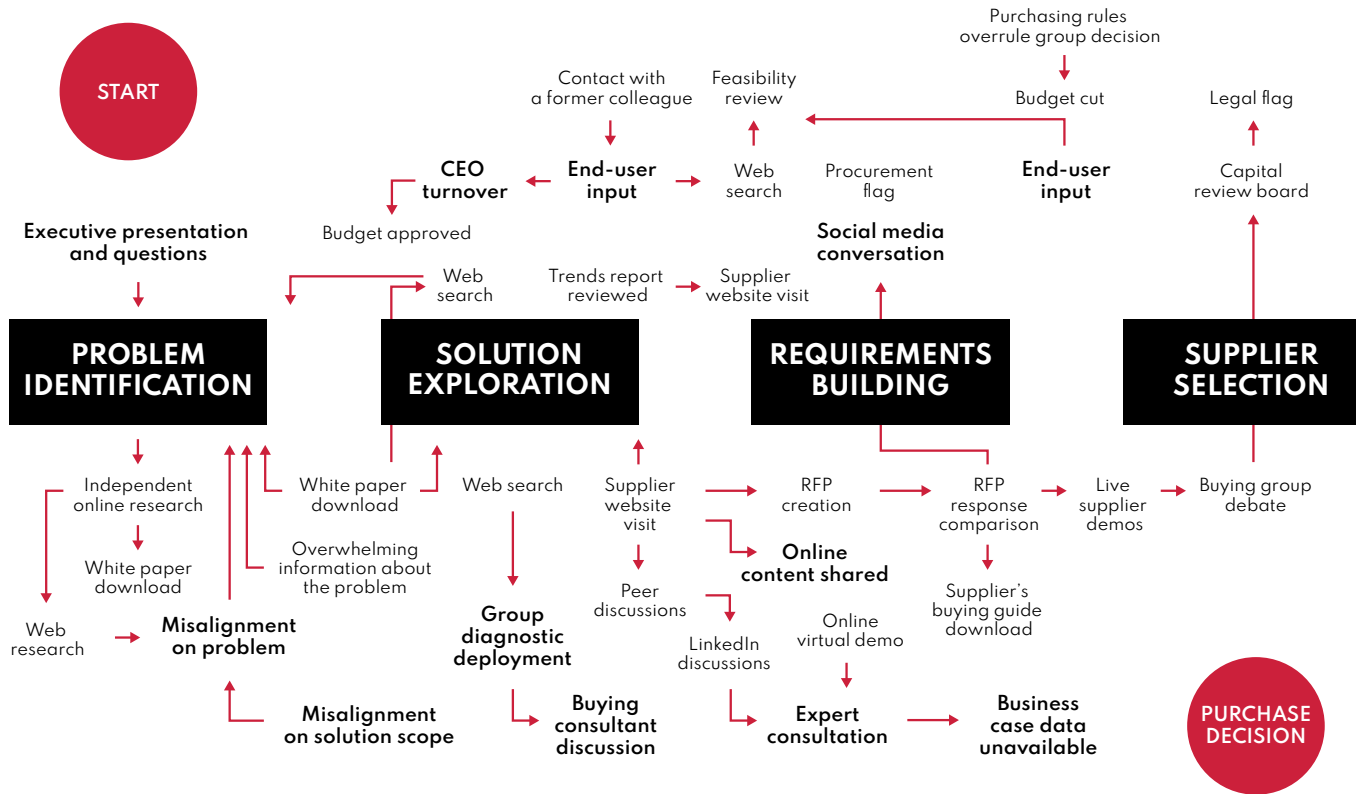 START
Purchasing rules
overrule group decision
Contact with
a former colleague
Feasibility
review
Budget cut
Legal flag
CEO
turnover
End-user
input
Web
search
Procurement
flag
End-user
input
Capital
review board
Budget approved
Executive presentation
and questions
Social media
conversation
Web
search
Trends report
reviewed
Supplier
website visit
PROBLEM
IDENTIFICATION
SOLUTION
EXPLORATION
REQUIREMENTS
BUILDING
SUPPLIER
SELECTION
Independent
online research
White paper
download
Web search
Supplier
website
visit
RFP
creation
RFP
response
comparison
Live
supplier
demos
Buying group
debate
White paper
download
Overwhelming
information about
the problem
Online
content shared
Peer
discussions
Supplier's
buying guide
download
Web
research
Misalignment
on problem
Group
diagnostic
deployment
LinkedIn
discussions
Online
virtual demo
Misalignment
on solution scope
Buying
consultant
discussion
Expert
consultation
Business
case data
unavailable
PURCHASE
DECISION